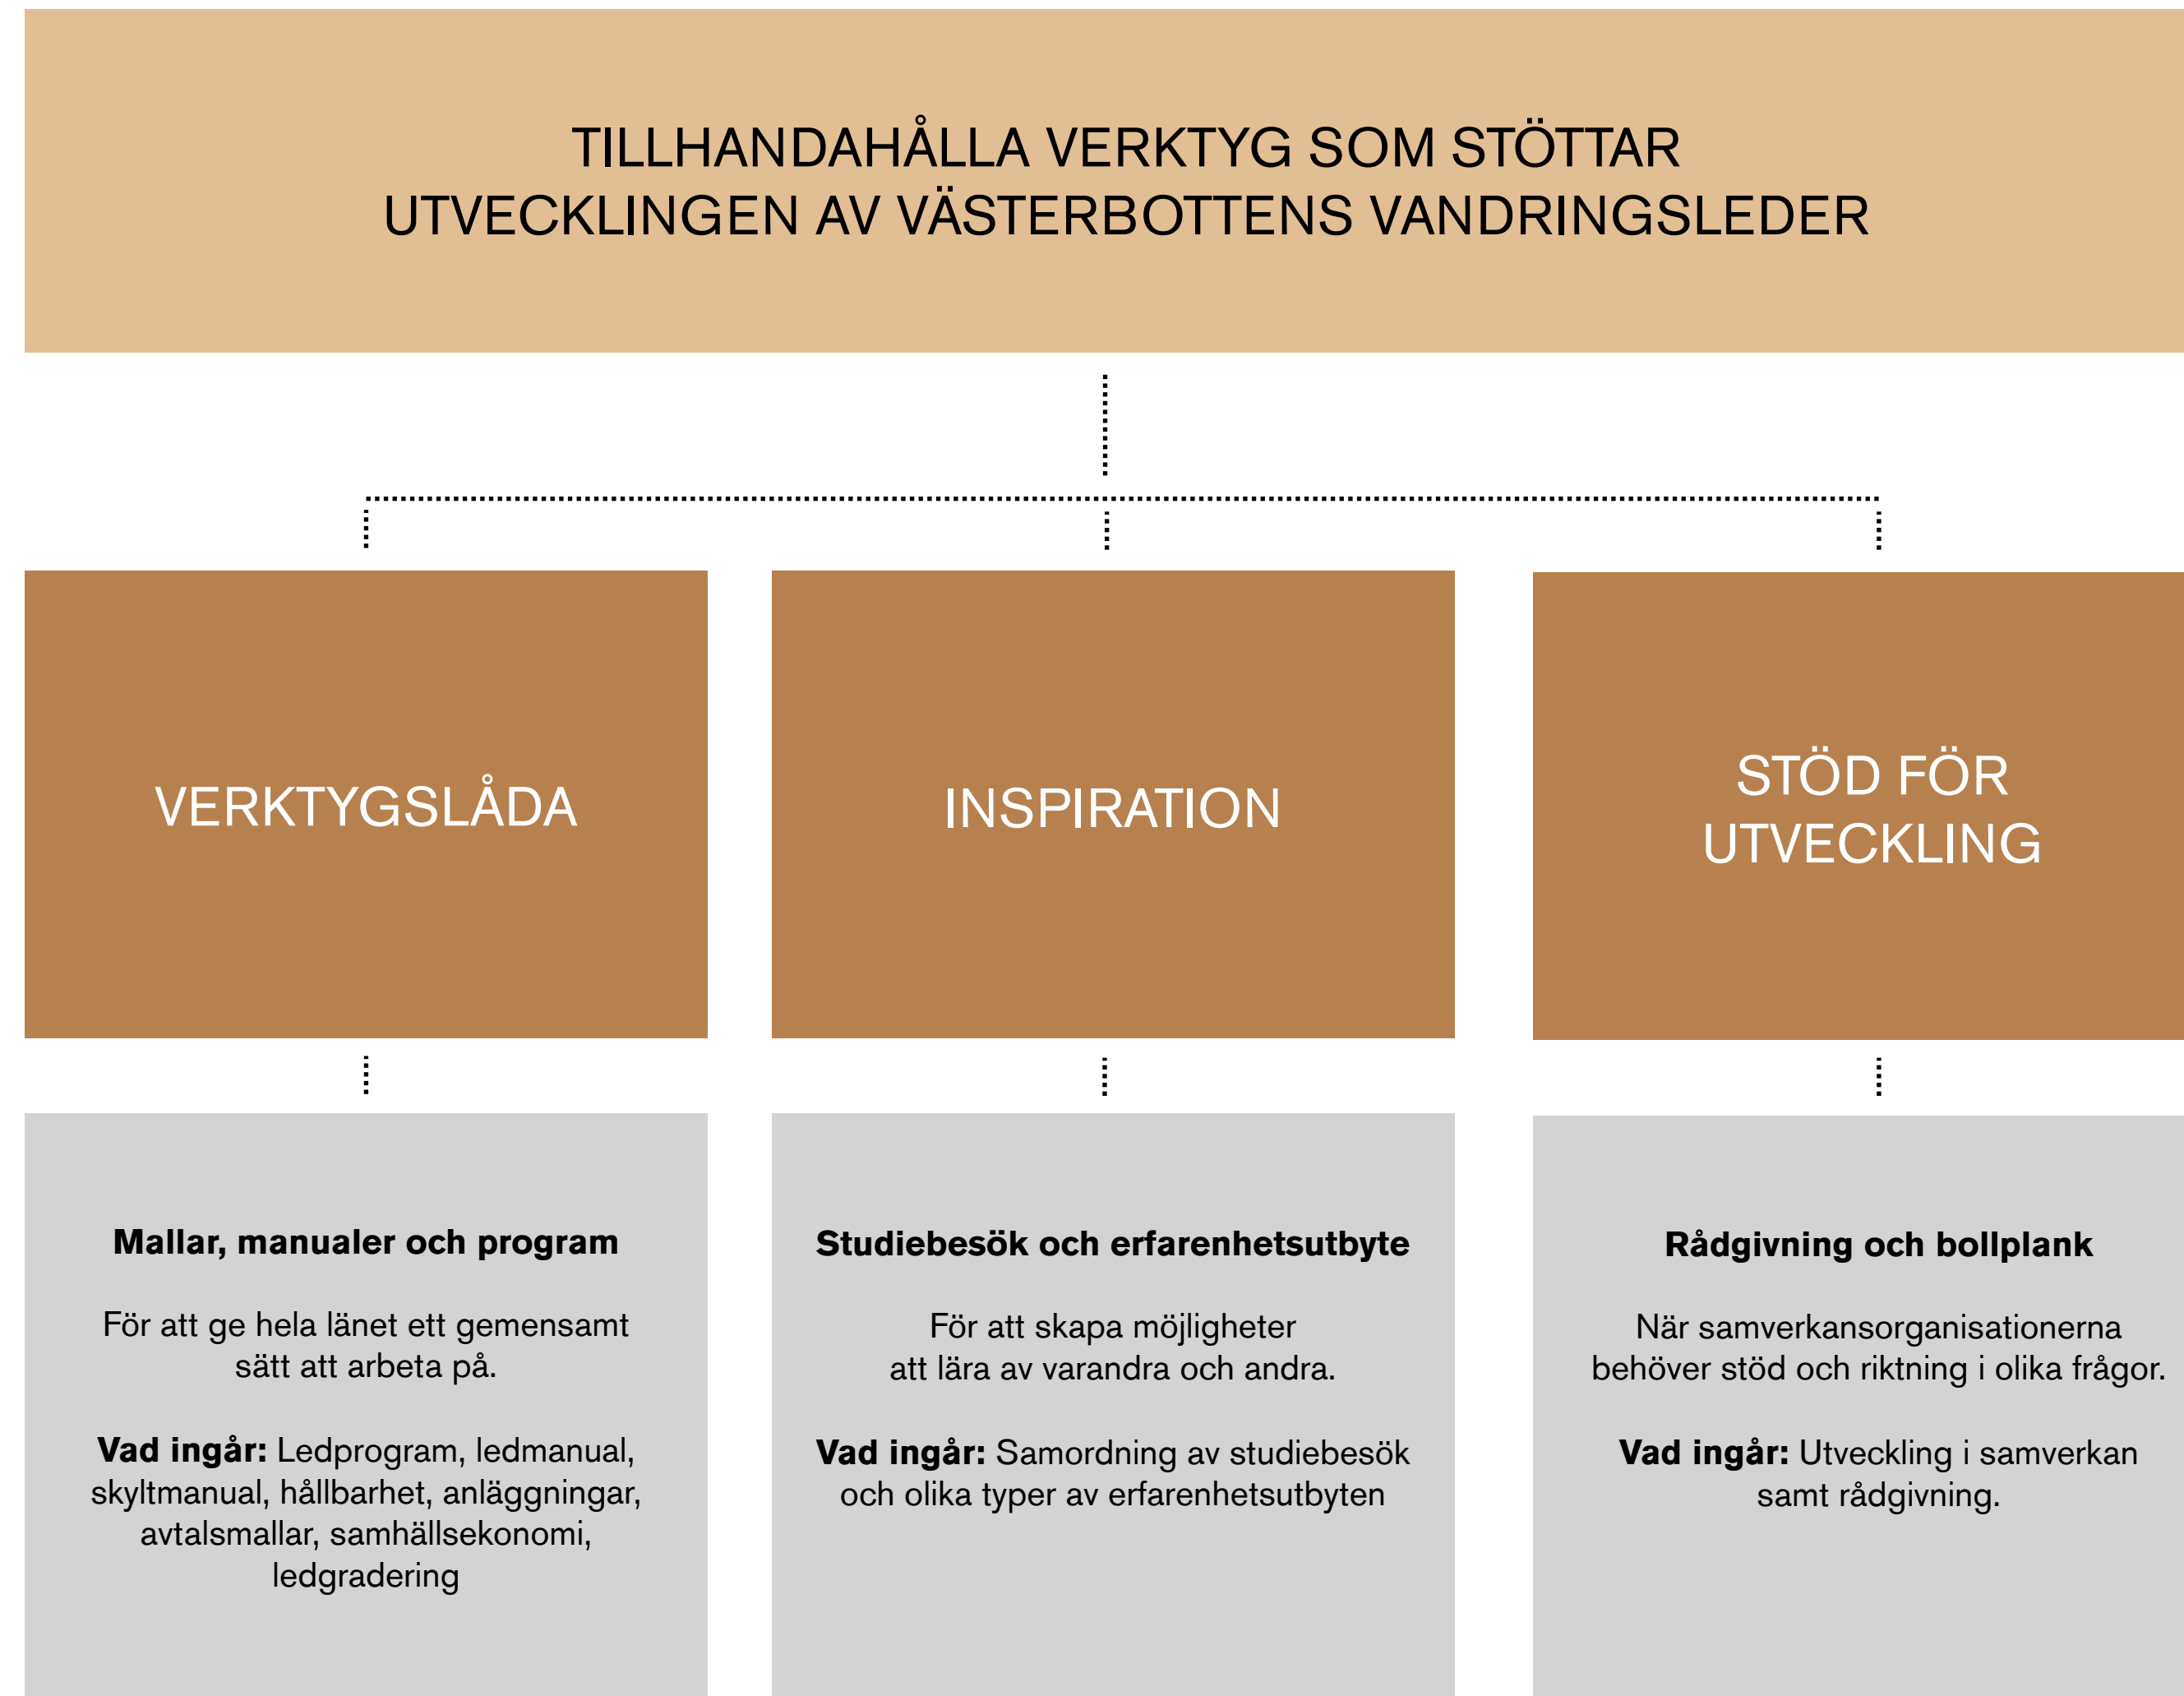 TILLHANDAHÅLLA VERKTYG SOM STÖTTAR
UTVECKLINGEN AV VÄSTERBOTTENS VANDRINGSLEDER
VERKTYGSLÅDA
INSPIRATION
STÖD FÖR
UTVECKLING
Mallar, manualer och program
För att ge hela länet ett gemensamt
sätt att arbeta på.
Vad ingår: Ledprogram, ledmanual,
skyltmanual, hållbarhet, anläggningar,
avtalsmallar, samhällsekonomi,
ledgradering
Studiebesök och erfarenhetsutbyte
För att skapa möjligheter
att lära av varandra och andra.
Vad ingår: Samordning av studiebesök
och olika typer av erfarenhetsutbyten
Rådgivning och bollplank
När samverkansorganisationerna
behöver stöd och riktning i olika frågor.
Vad ingår: Utveckling i samverkan
samt rådgivning.